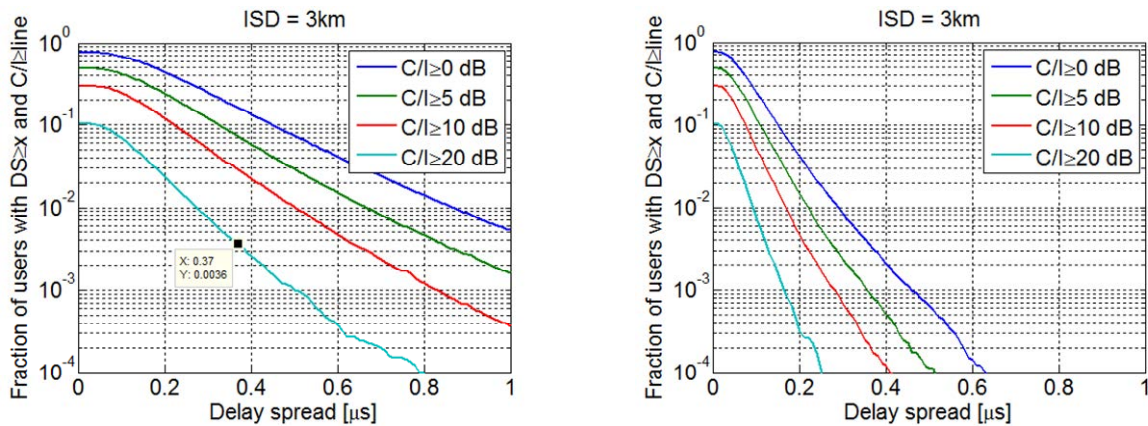 ISD = 3km
Fraction of users with DS≥x and C/I≥line
10⁰
10⁻¹
10⁻²
10⁻³
10⁻⁴
C/I≥0 dB
C/I≥5 dB
C/I≥10 dB
C/I≥20 dB
X: 0.37
Y: 0.0036
0 0.2 0.4 0.6 0.8 1
Delay spread [μs]
ISD = 3km
Fraction of users with DS≥x and C/I≥line
10⁰
10⁻¹
10⁻²
10⁻³
10⁻⁴
C/I≥0 dB
C/I≥5 dB
C/I≥10 dB
C/I≥20 dB
0 0.2 0.4 0.6 0.8 1
Delay spread [μs]